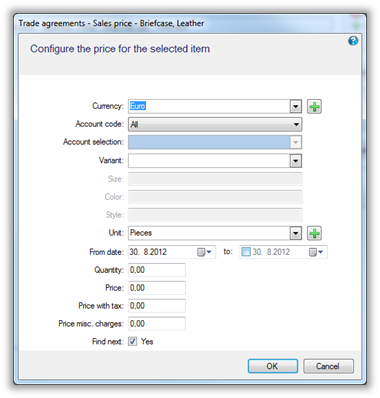 Trade agreements - Sales price - Briefcase, Leather
Configure the price for the selected item
?
Currency: Euro
Account code: All
Account selection:
Variant:
Size:
Color:
Style:
Unit: Pieces
From date: 30. 8.2012 to: 30. 8.2012
Quantity: 0,00
Price: 0,00
Price with tax: 0,00
Price misc. charges: 0,00
Find next: Yes
OK Cancel